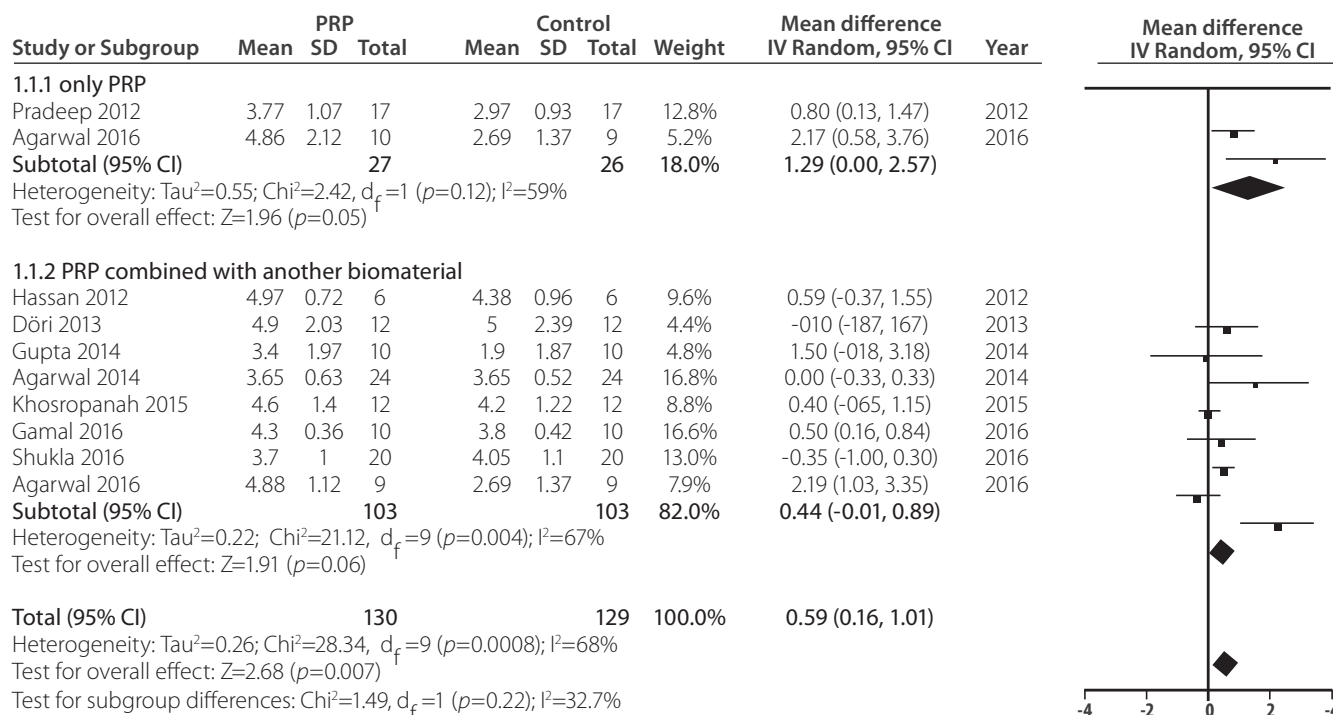 PRP Control Mean difference Mean difference
Study or Subgroup Mean SD Total Mean SD Total Weight IV Random, 95% CI Year IV Random, 95% CI
1.1.1 only PRP
Pradeep 2012 3.77 1.07 17 2.97 0.93 17 12.8% 0.80 (0.13, 1.47) 2012
Agarwal 2016 4.86 2.12 10 2.69 1.37 9 5.2% 2.17 (0.58, 3.76) 2016
Subtotal (95% CI) 27 26 18.0% 1.29 (0.00, 2.57)
Heterogeneity: Tau²=0.55; Chi²=2.42, d_f=1 (p=0.12); I²=59%
Test for overall effect: Z=1.96 (p=0.05)
1.1.2 PRP combined with another biomaterial
Hassan 2012 4.97 0.72 6 4.38 0.96 6 9.6% 0.59 (-0.37, 1.55) 2012
Döri 2013 4.9 2.03 12 5 2.39 12 4.4% -010 (-187, 167) 2013
Gupta 2014 3.4 1.97 10 1.9 1.87 10 4.8% 1.50 (-018, 3.18) 2014
Agarwal 2014 3.65 0.63 24 3.65 0.52 24 16.8% 0.00 (-0.33, 0.33) 2014
Khosropanah 2015 4.6 1.4 12 4.2 1.22 12 8.8% 0.40 (-065, 1.15) 2015
Gamal 2016 4.3 0.36 10 3.8 0.42 10 16.6% 0.50 (0.16, 0.84) 2016
Shukla 2016 3.7 1 20 4.05 1.1 20 13.0% -0.35 (-1.00, 0.30) 2016
Agarwal 2016 4.88 1.12 9 2.69 1.37 9 7.9% 2.19 (1.03, 3.35) 2016
Subtotal (95% CI) 103 103 82.0% 0.44 (-0.01, 0.89)
Heterogeneity: Tau²=0.22; Chi²=21.12, d_f=9 (p=0.004); I²=67%
Test for overall effect: Z=1.91 (p=0.06)
Total (95% CI) 130 129 100.0% 0.59 (0.16, 1.01)
Heterogeneity: Tau²=0.26; Chi²=28.34, d_f=9 (p=0.0008); I²=68%
Test for overall effect: Z=2.68 (p=0.007)
Test for subgroup differences: Chi²=1.49, d_f=1 (p=0.22); I²=32.7%
-4 -2 0 2 -4